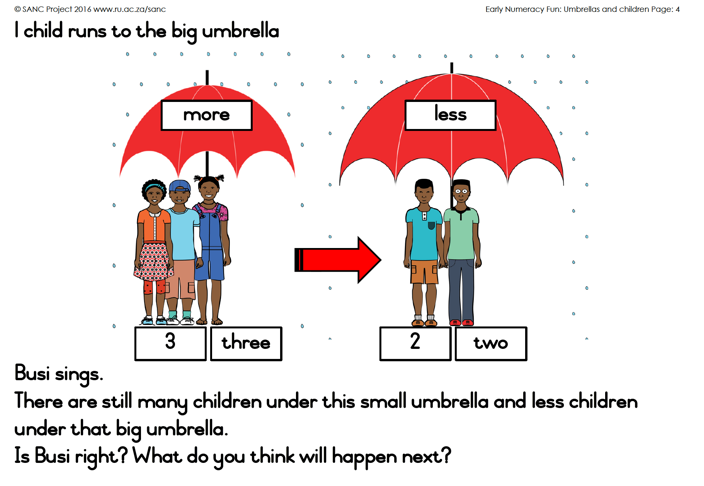 © SANC Project 2016 www.ru.ac.za/sanc
Early Numeracy Fun: Umbrellas and children Page: 4
1 child runs to the big umbrella
more
less
3
three
2
two
Busi sings.
There are still many children under this small umbrella and less children
under that big umbrella.
Is Busi right? What do you think will happen next?